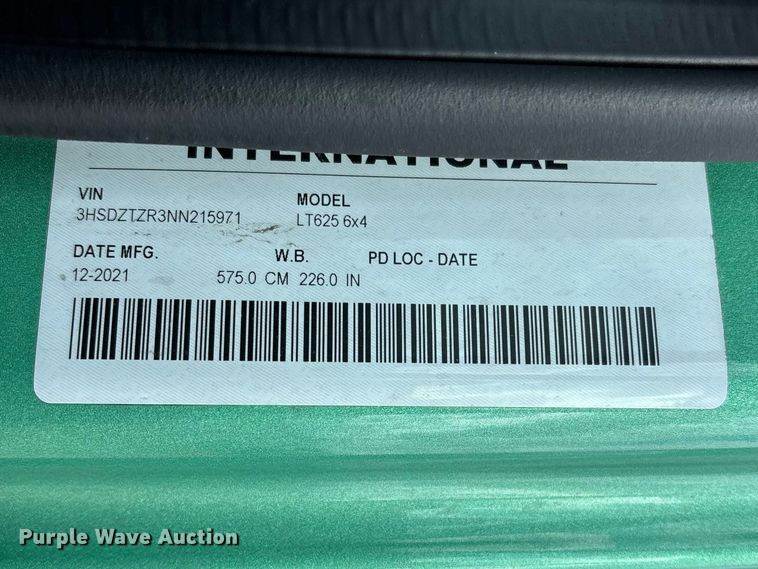 INTERNATIONAL
VIN MODEL
3HSDZTZR3NN215971 LT625 6x4
DATE MFG. W.B. PD LOC - DATE
12-2021 575.0 CM 226.0 IN
Purple Wave Auction